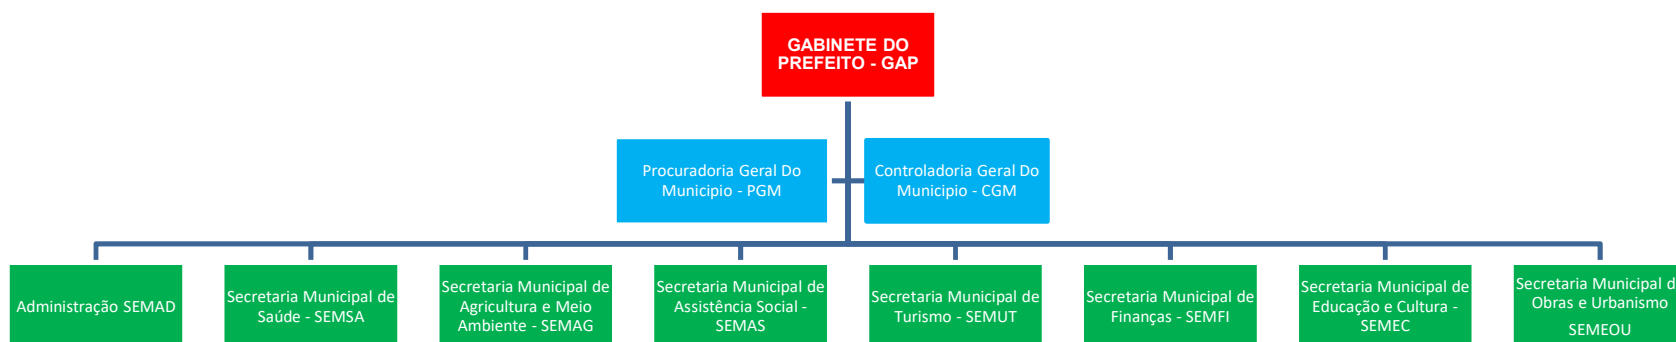 GABINETE DO
PREFEITO - GAP
Procuradoria Geral Do
Municipio - PGM
Controladoria Geral Do
Municipio - CGM
Administração SEMAD
Secretaria Municipal de
Saúde - SEMSA
Secretaria Municipal de
Agricultura e Meio
Ambiente - SEMAG
Secretaria Municipal de
Assistência Social -
SEMAS
Secretaria Municipal de
Turismo - SEMUT
Secretaria Municipal de
Finanças - SEMFI
Secretaria Municipal de
Educação e Cultura -
SEMEC
Secretaria Municipal d
Obras e Urbanismo
SEMEOU